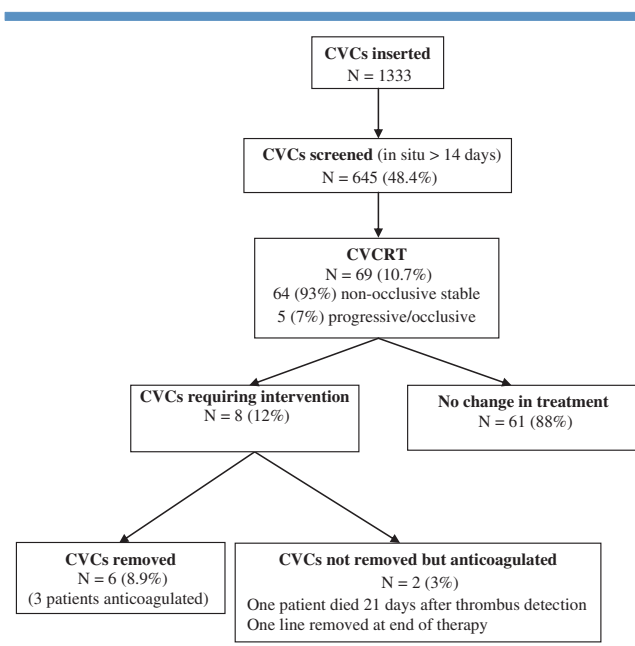 CVCs inserted
N = 1333
CVCs screened (in situ > 14 days)
N = 645 (48.4%)
CVCRT
N = 69 (10.7%)
64 (93%) non-occlusive stable
5 (7%) progressive/occlusive
CVCs requiring intervention
N = 8 (12%)
No change in treatment
N = 61 (88%)
CVCs removed
N = 6 (8.9%)
(3 patients anticoagulated)
CVCs not removed but anticoagulated
N = 2 (3%)
One patient died 21 days after thrombus detection
One line removed at end of therapy